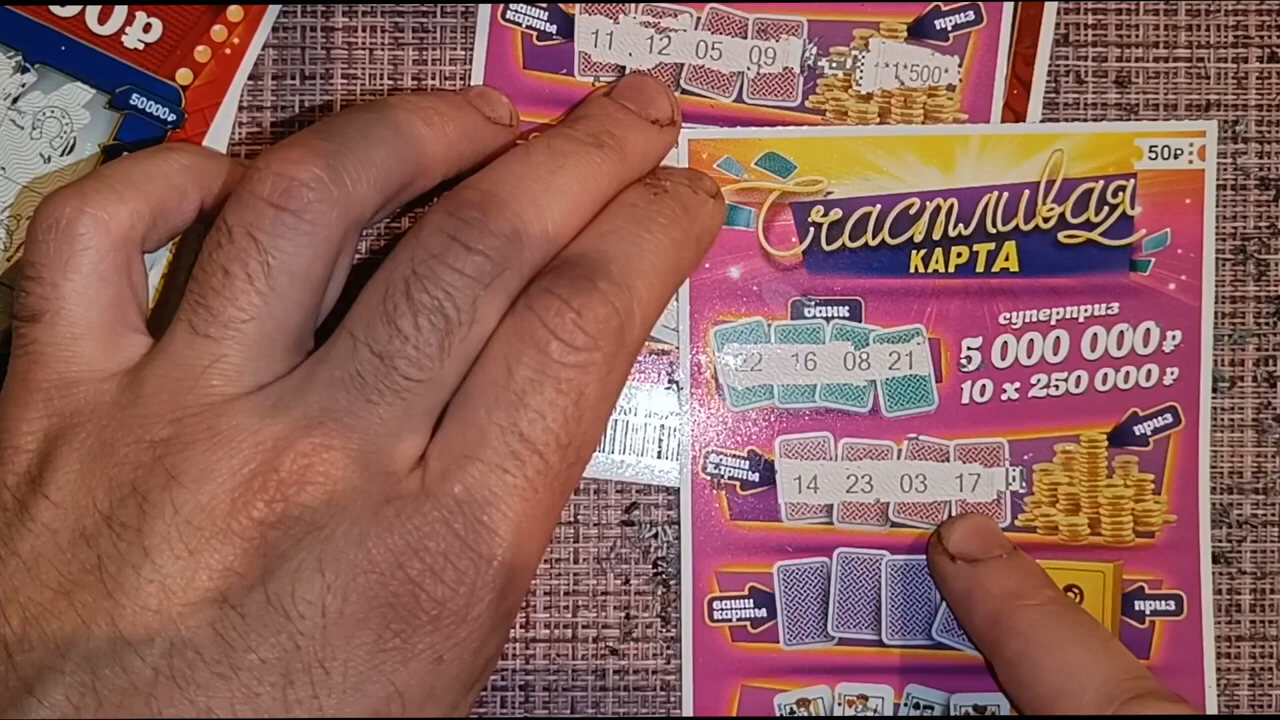 ваши
карты
11 12 05 09
*1*500*
приз
50000₽
50₽
Счастливая
КАРТА
банк
22 16 08 21
суперприз
5 000 000₽
10 x 250 000₽
приз
ваши
карты
14 23 03 17
ваши
карты
приз